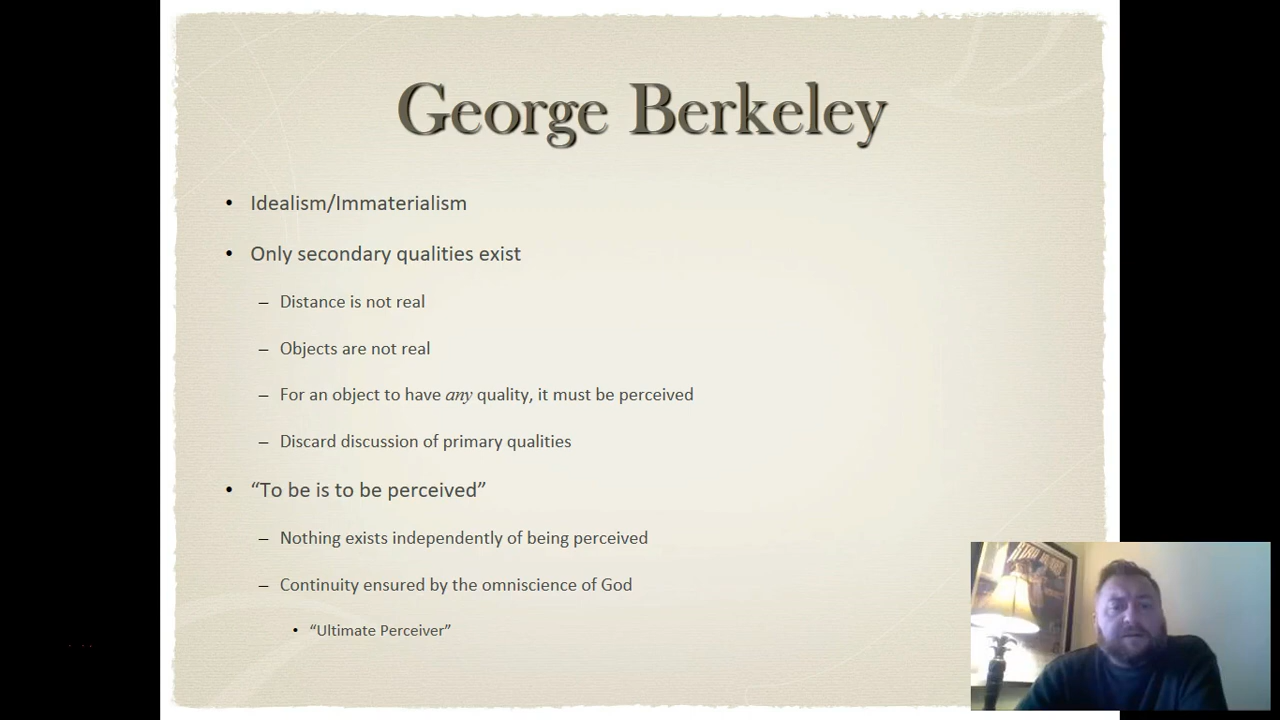 George Berkeley
• Idealism/Immaterialism
• Only secondary qualities exist
– Distance is not real
– Objects are not real
– For an object to have any quality, it must be perceived
– Discard discussion of primary qualities
• “To be is to be perceived”
– Nothing exists independently of being perceived
– Continuity ensured by the omniscience of God
• “Ultimate Perceiver”